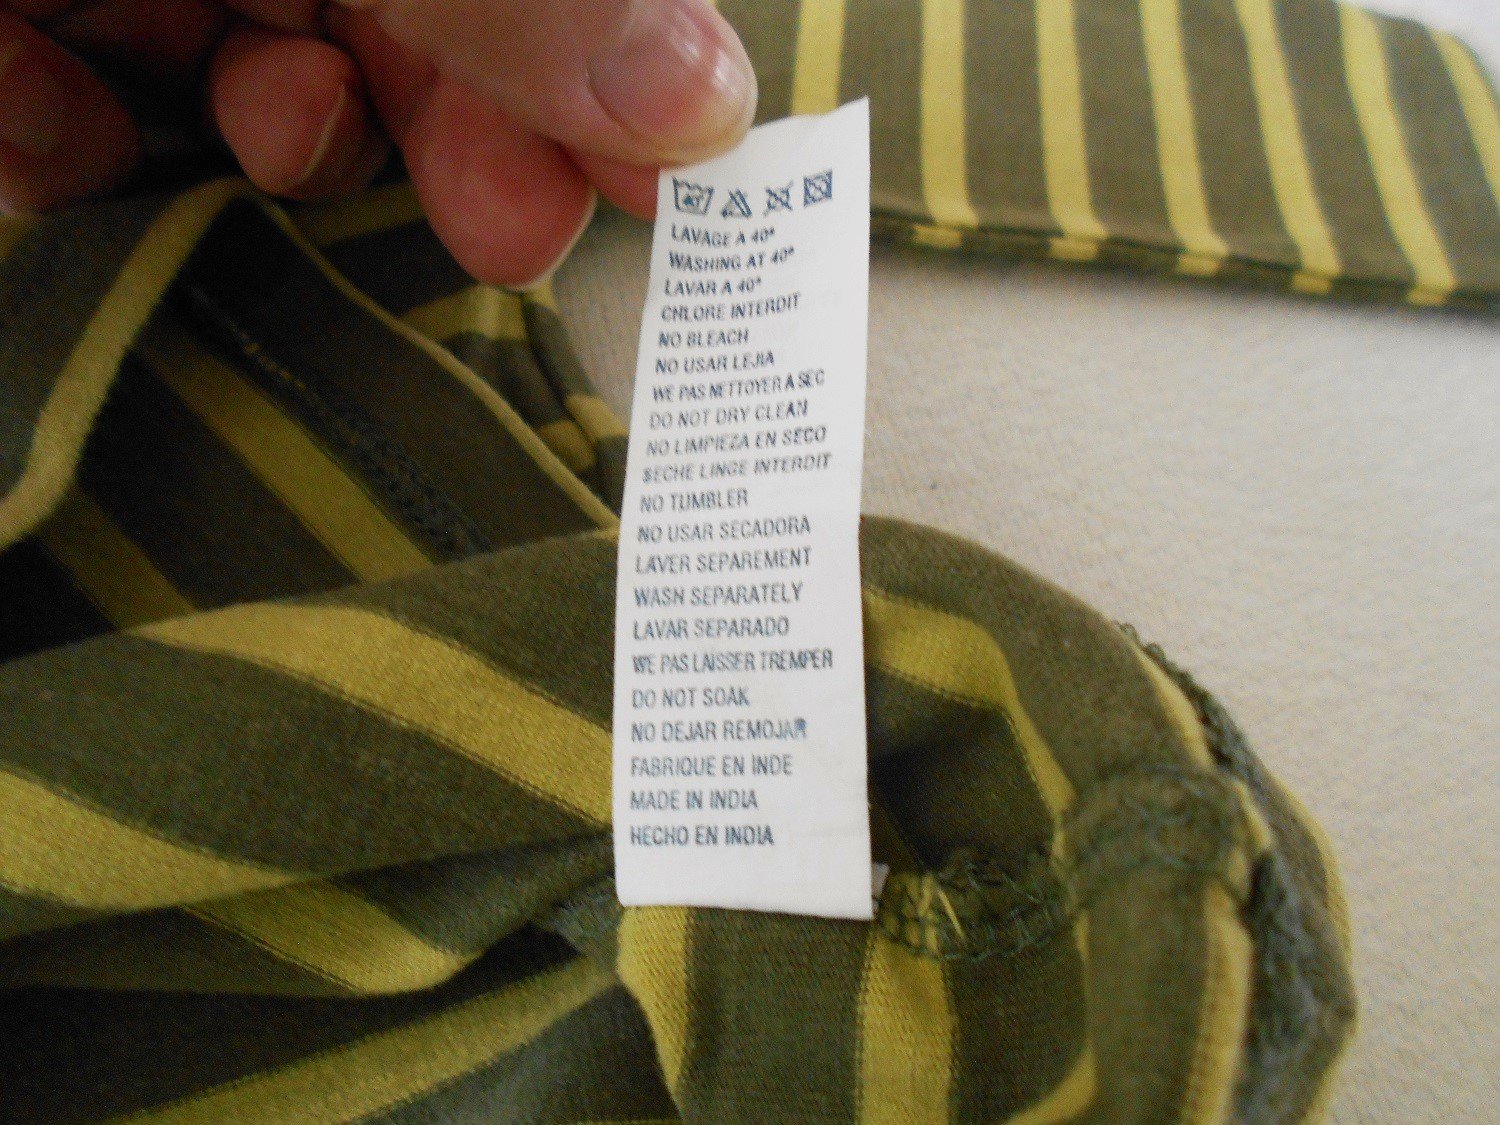 40°
LAVAGE A 40°
WASHING AT 40°
LAVAR A 40°
CHLORE INTERDIT
NO BLEACH
NO USAR LEJIA
WE PAS NETTOYER A SEC
DO NOT DRY CLEAN
NO LIMPIEZA EN SECO
SECHE LINGE INTERDIT
NO TUMBLER
NO USAR SECADORA
LAVER SEPAREMENT
WASH SEPARATELY
LAVAR SEPARADO
WE PAS LAISSER TREMPER
DO NOT SOAK
NO DEJAR REMOJAR
FABRIQUE EN INDE
MADE IN INDIA
HECHO EN INDIA